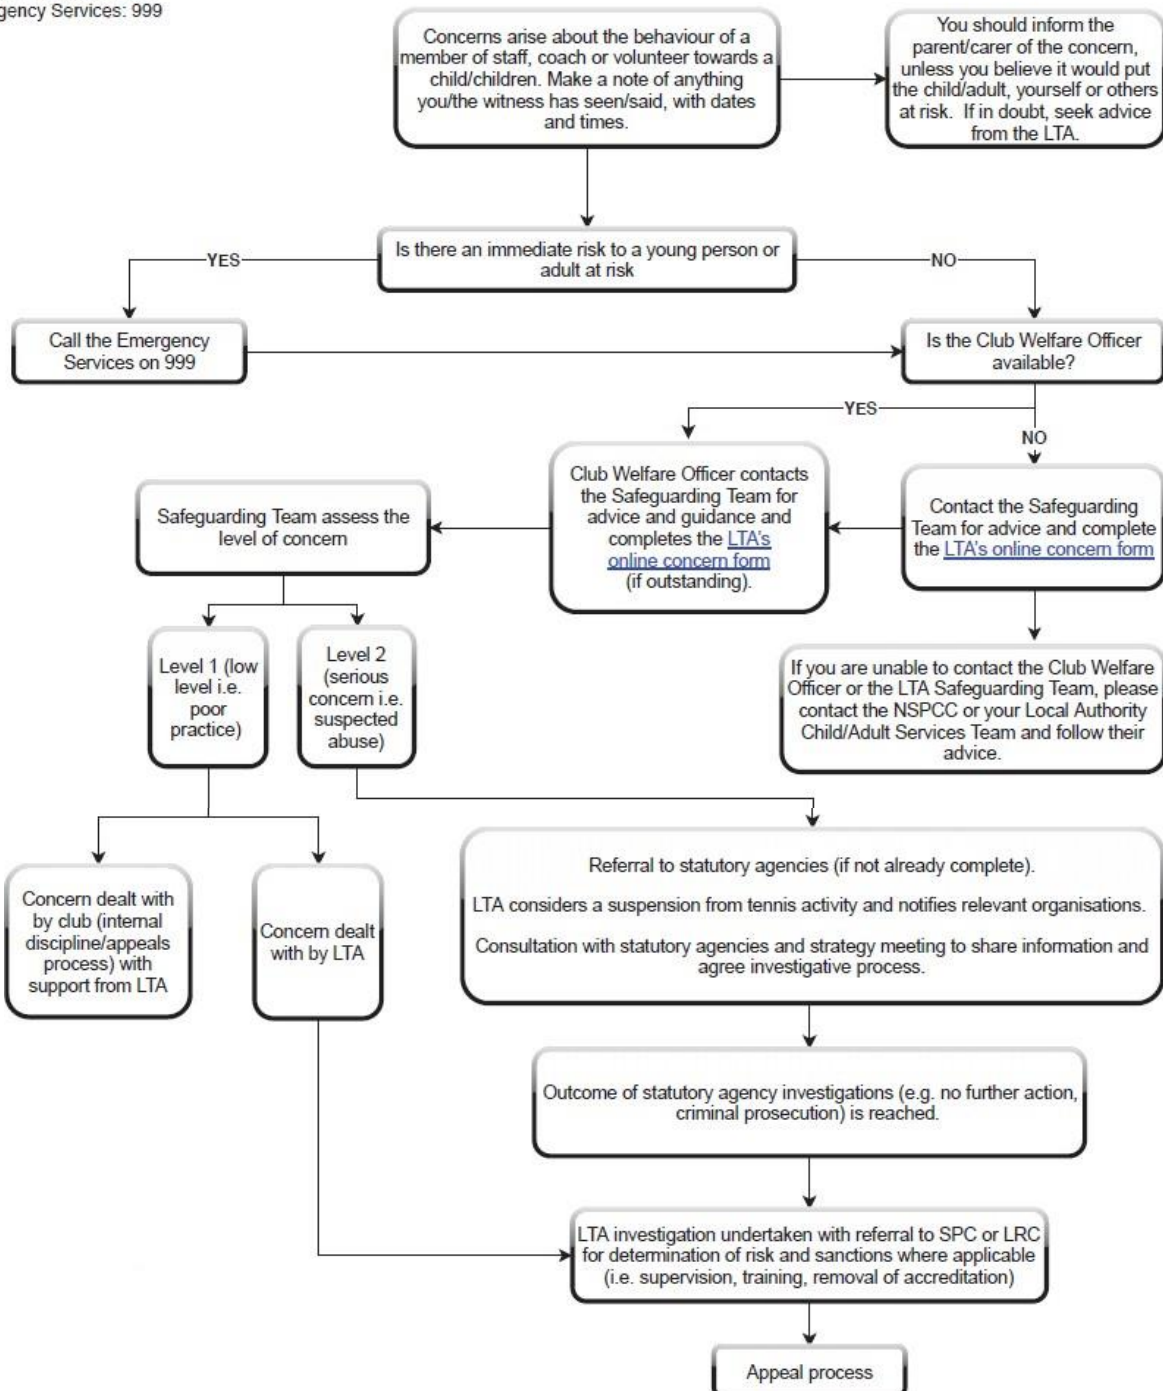 gency Services: 999
Concerns arise about the behaviour of a
member of staff, coach or volunteer towards a
child/children. Make a note of anything
you/the witness has seen/said, with dates
and times.
You should inform the
parent/carer of the concern,
unless you believe it would put
the child/adult, yourself or others
at risk. If in doubt, seek advice
from the LTA.
Is there an immediate risk to a young person or
adult at risk
YES
NO
Call the Emergency
Services on 999
Is the Club Welfare Officer
available?
YES
NO
Club Welfare Officer contacts
the Safeguarding Team for
advice and guidance and
completes the LTA's
online concern form
(if outstanding).
Contact the Safeguarding
Team for advice and complete
the LTA's online concern form
Safeguarding Team assess the
level of concern
Level 1 (low
level i.e.
poor
practice)
Level 2
(serious
concern i.e.
suspected
abuse)
If you are unable to contact the Club Welfare
Officer or the LTA Safeguarding Team, please
contact the NSPCC or your Local Authority
Child/Adult Services Team and follow their
advice.
Concern dealt with
by club (internal
discipline/appeals
process) with
support from LTA
Concern dealt
with by LTA
Referral to statutory agencies (if not already complete).
LTA considers a suspension from tennis activity and notifies relevant organisations.
Consultation with statutory agencies and strategy meeting to share information and
agree investigative process.
Outcome of statutory agency investigations (e.g. no further action,
criminal prosecution) is reached.
LTA investigation undertaken with referral to SPC or LRC
for determination of risk and sanctions where applicable
(i.e. supervision, training, removal of accreditation)
Appeal process